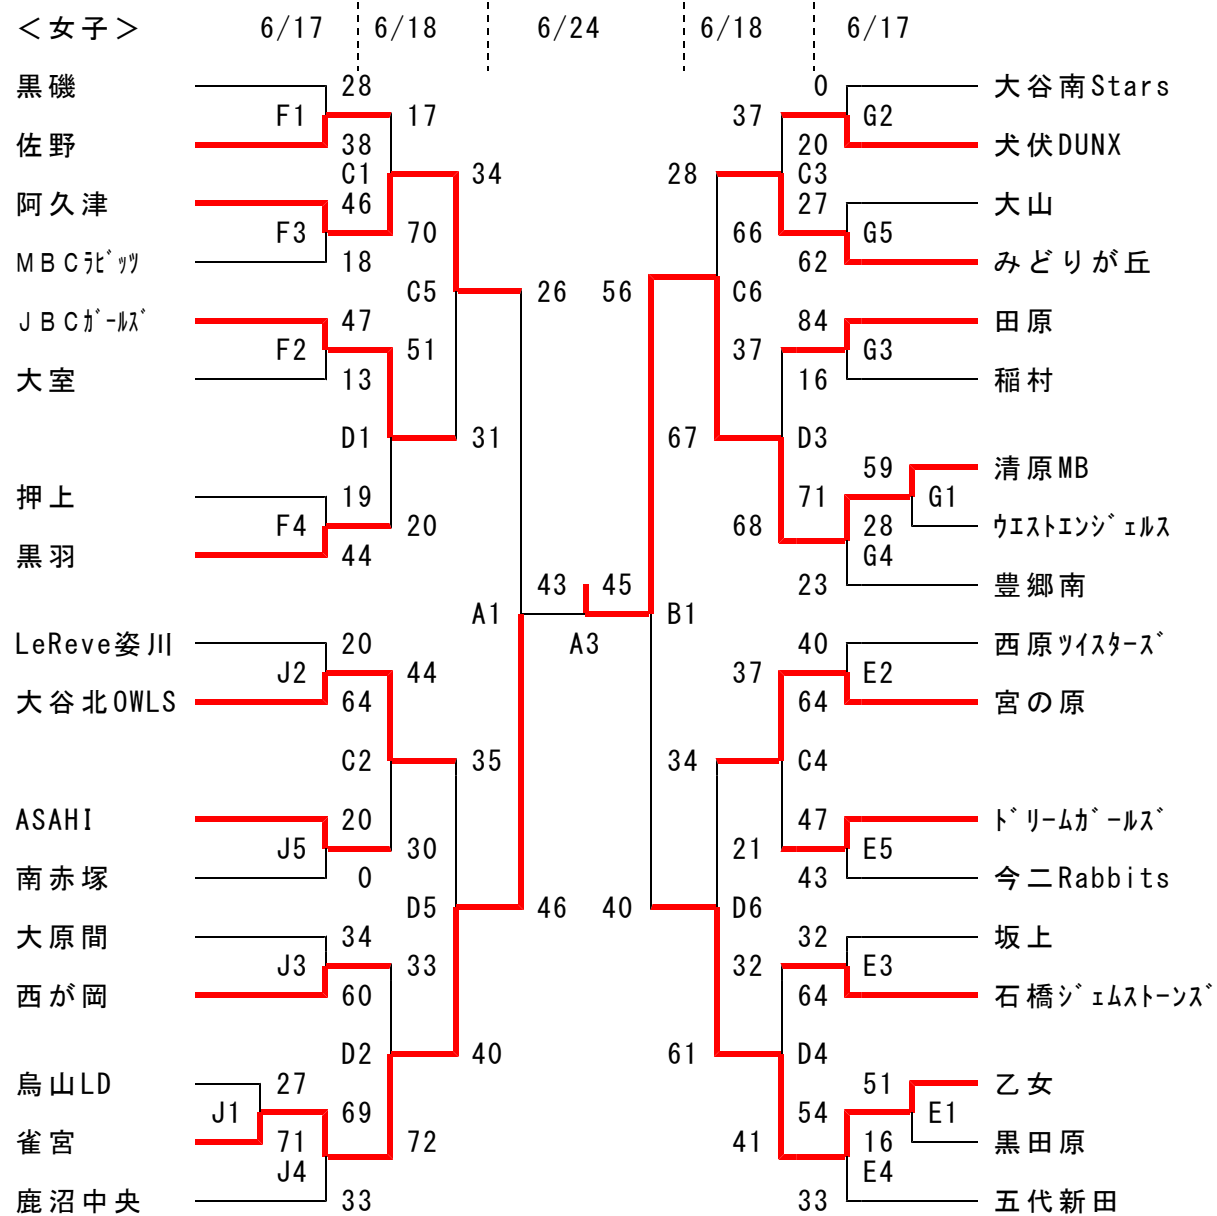 ＜女子＞ 6/17 6/18 6/24 6/18 6/17
黒磯 28 0 大谷南Stars
F1 17 37 G2
佐野 38 20 犬伏DUNX
C1 34 28 C3
阿久津 46 27 大山
F3 70 66 G5
MBCﾗﾋﾞｯﾂ 18 62 みどりが丘
C5 26 56 C6
JBCｶﾞｰﾙｽﾞ 47 84 田原
F2 51 37 G3
大室 13 16 稲村
D1 31 67 D3
59 清原MB
押上 19 71 G1
F4 20 68 28 ｳｴｽﾄｴﾝｼﾞｪﾙｽ
黒羽 44 G4
43 45 23 豊郷南
A1 B1
LeReve姿川 20 A3 40 西原ﾂｲｽﾀｰｽﾞ
J2 44 37 E2
大谷北OWLS 64 64 宮の原
C2 35 34 C4
ASAHI 20 47 ﾄﾞﾘｰﾑｶﾞｰﾙｽﾞ
J5 30 21 E5
南赤塚 0 43 今二Rabbits
D5 46 40 D6
大原間 34 32 坂上
J3 33 32 E3
西が岡 60 64 石橋ｼﾞｪﾑｽﾄｰﾝｽﾞ
D2 40 61 D4
烏山LD 27 51 乙女
J1 69 54 E1
雀宮 71 72 41 16 黒田原
J4 E4
鹿沼中央 33 33 五代新田